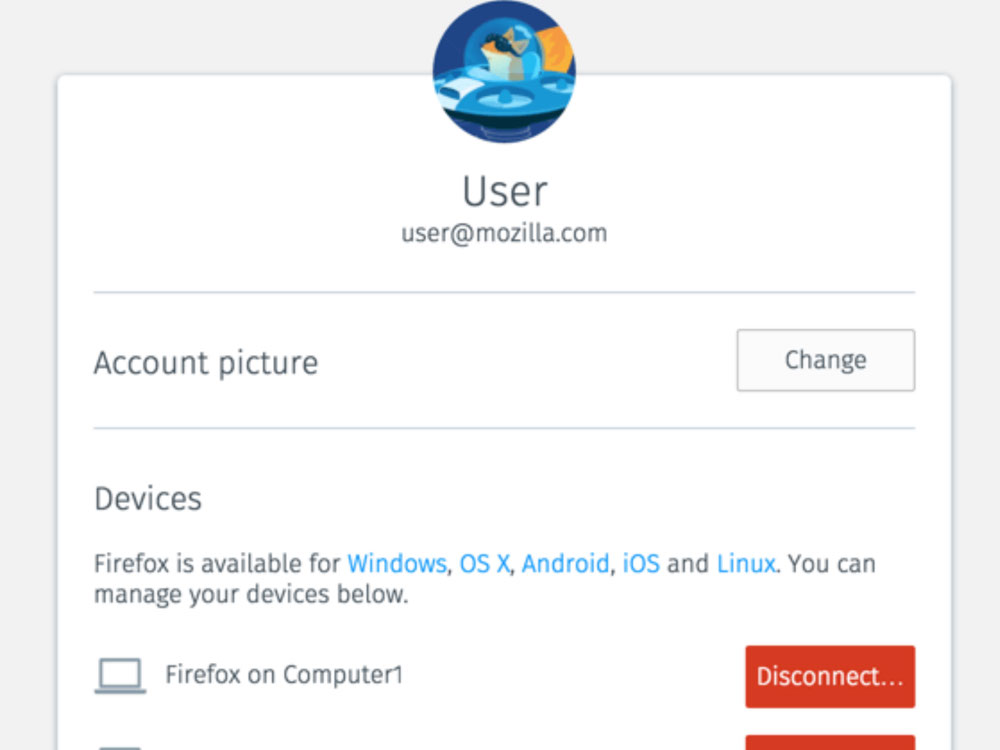 User
user@mozilla.com
Account picture
Change
Devices
Firefox is available for Windows, OS X, Android, iOS and Linux. You can
manage your devices below.
Firefox on Computer1
Disconnect...